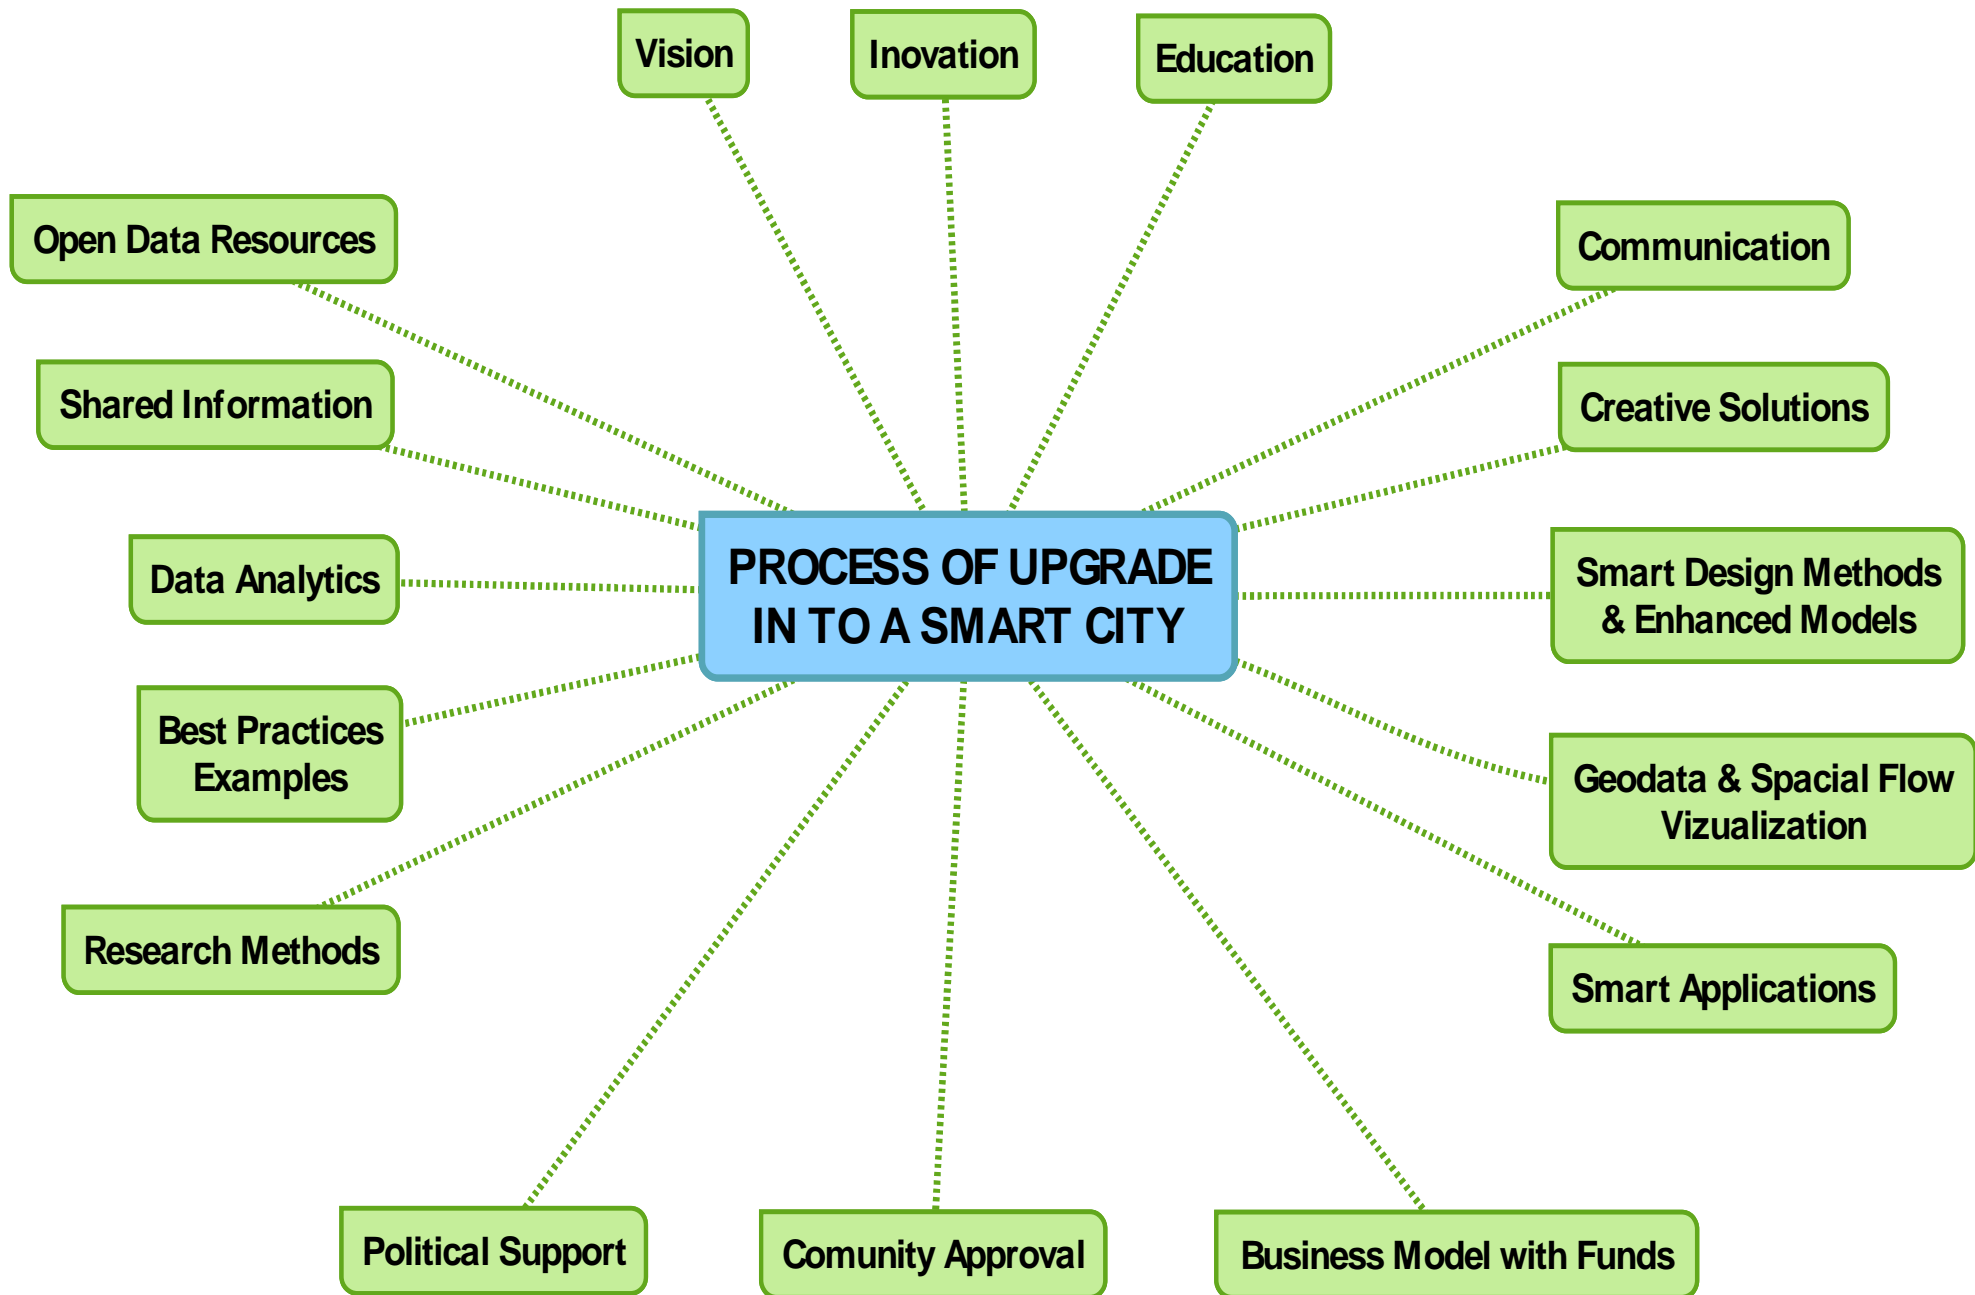 Vision
Inovation
Education
Open Data Resources
Communication
Shared Information
Creative Solutions
PROCESS OF UPGRADE
IN TO A SMART CITY
Data Analytics
Smart Design Methods
& Enhanced Models
Best Practices
Examples
Geodata & Spacial Flow
Vizualization
Research Methods
Smart Applications
Political Support
Comunity Approval
Business Model with Funds